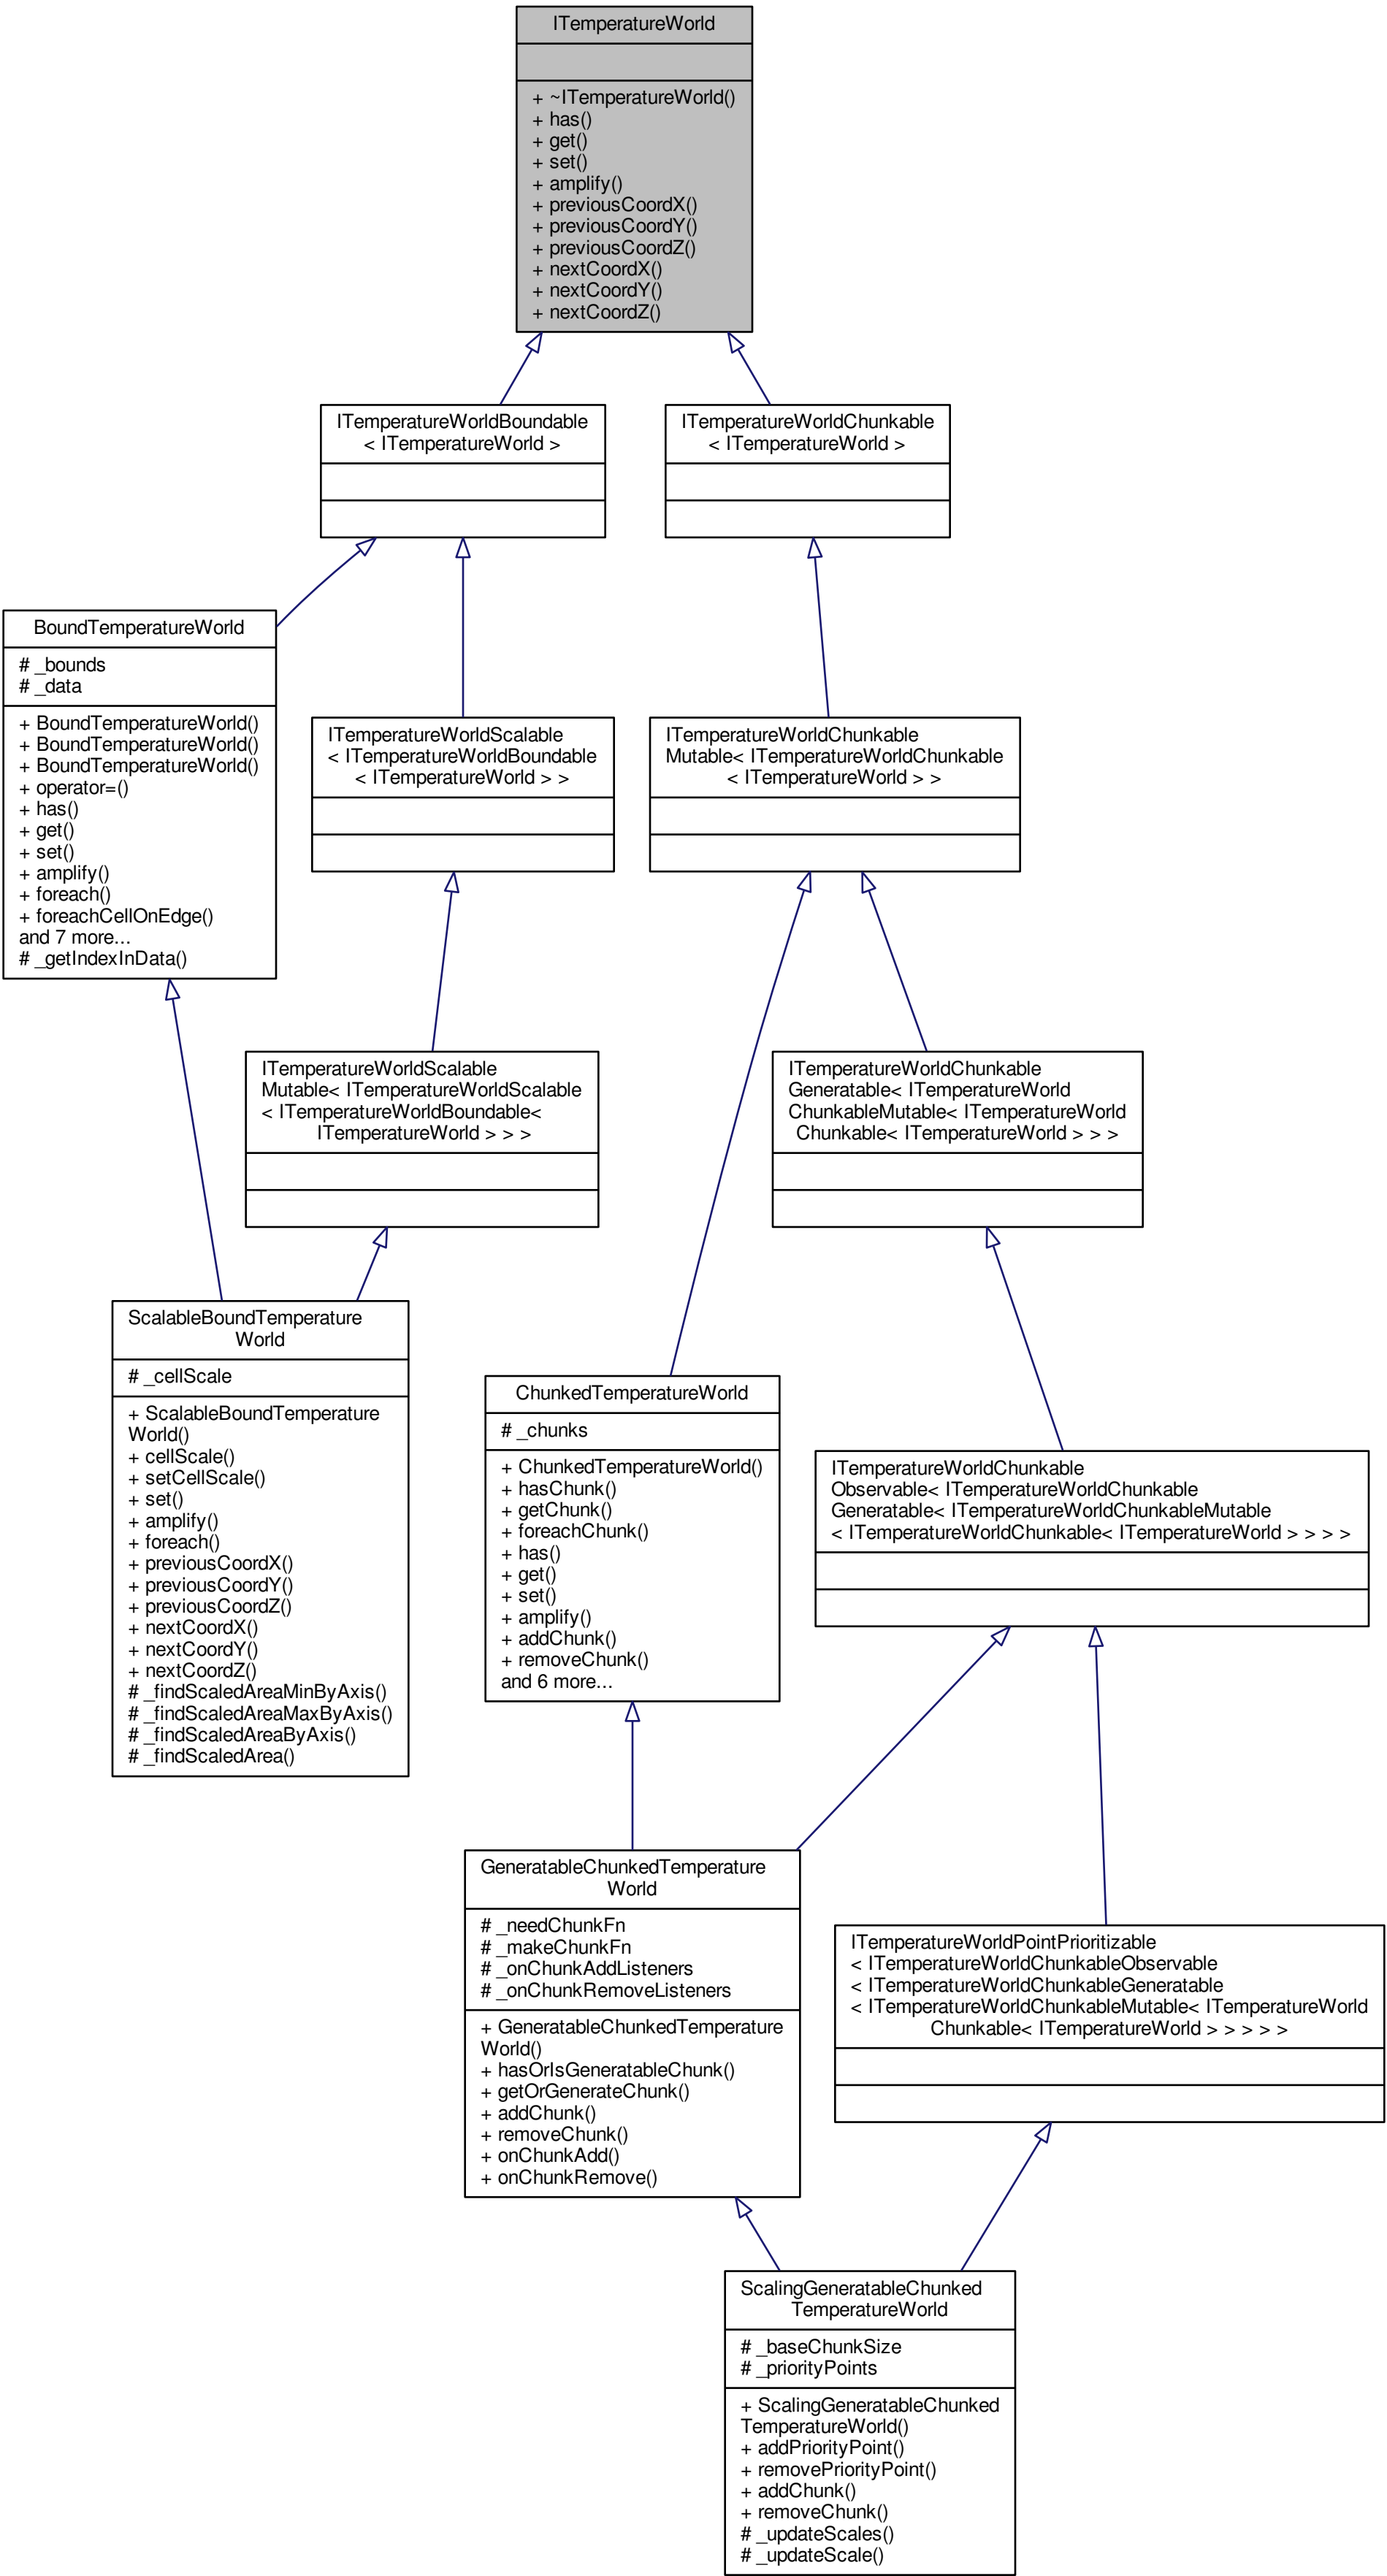 ITemperatureWorld
+ ~ITemperatureWorld()
+ has()
+ get()
+ set()
+ amplify()
+ previousCoordX()
+ previousCoordY()
+ previousCoordZ()
+ nextCoordX()
+ nextCoordY()
+ nextCoordZ()
ITemperatureWorldBoundable
< ITemperatureWorld >
ITemperatureWorldChunkable
< ITemperatureWorld >
BoundTemperatureWorld
# _bounds
# _data
+ BoundTemperatureWorld()
+ BoundTemperatureWorld()
+ BoundTemperatureWorld()
+ operator=()
+ has()
+ get()
+ set()
+ amplify()
+ foreach()
+ foreachCellOnEdge()
and 7 more...
# _getIndexInData()
ITemperatureWorldScalable
< ITemperatureWorldBoundable
< ITemperatureWorld > >
ITemperatureWorldChunkable
Mutable< ITemperatureWorldChunkable
< ITemperatureWorld > >
ITemperatureWorldScalable
Mutable< ITemperatureWorldScalable
< ITemperatureWorldBoundable<
ITemperatureWorld > > >
ITemperatureWorldChunkable
Generatable< ITemperatureWorld
ChunkableMutable< ITemperatureWorld
Chunkable< ITemperatureWorld > > >
ScalableBoundTemperature
World
# _cellScale
+ ScalableBoundTemperature
World()
+ cellScale()
+ setCellScale()
+ set()
+ amplify()
+ foreach()
+ previousCoordX()
+ previousCoordY()
+ previousCoordZ()
+ nextCoordX()
+ nextCoordY()
+ nextCoordZ()
# _findScaledAreaMinByAxis()
# _findScaledAreaMaxByAxis()
# _findScaledAreaByAxis()
# _findScaledArea()
ChunkedTemperatureWorld
# _chunks
+ ChunkedTemperatureWorld()
+ hasChunk()
+ getChunk()
+ foreachChunk()
+ has()
+ get()
+ set()
+ amplify()
+ addChunk()
+ removeChunk()
and 6 more...
ITemperatureWorldChunkable
Observable< ITemperatureWorldChunkable
Generatable< ITemperatureWorldChunkableMutable
< ITemperatureWorldChunkable< ITemperatureWorld > > > >
GeneratableChunkedTemperature
World
# _needChunkFn
# _makeChunkFn
# _onChunkAddListeners
# _onChunkRemoveListeners
+ GeneratableChunkedTemperature
World()
+ hasOrIsGeneratableChunk()
+ getOrGenerateChunk()
+ addChunk()
+ removeChunk()
+ onChunkAdd()
+ onChunkRemove()
ITemperatureWorldPointPrioritizable
< ITemperatureWorldChunkableObservable
< ITemperatureWorldChunkableGeneratable
< ITemperatureWorldChunkableMutable< ITemperatureWorld
Chunkable< ITemperatureWorld > > > > >
ScalingGeneratableChunked
TemperatureWorld
# _baseChunkSize
# _priorityPoints
+ ScalingGeneratableChunked
TemperatureWorld()
+ addPriorityPoint()
+ removePriorityPoint()
+ addChunk()
+ removeChunk()
# _updateScales()
# _updateScale()